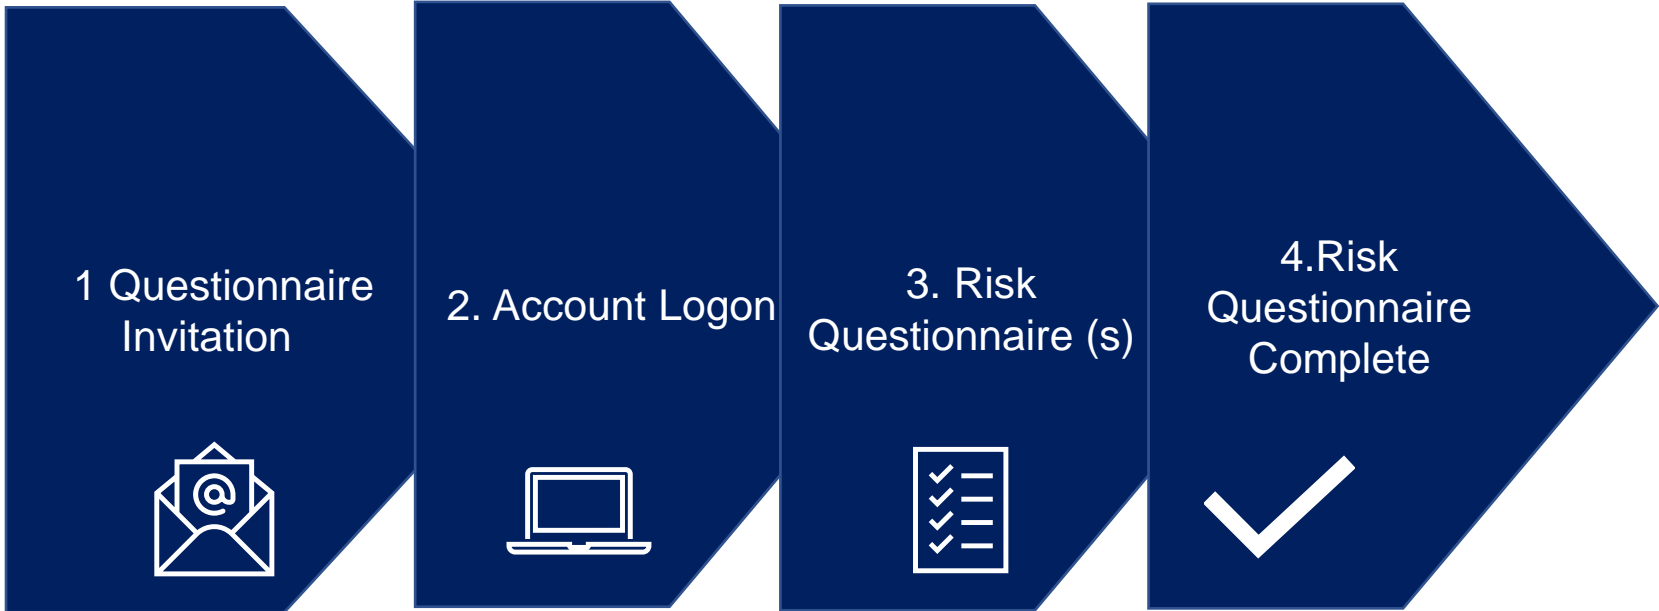 1 Questionnaire
Invitation
2. Account Logon
3. Risk
Questionnaire (s)
4.Risk
Questionnaire
Complete
@